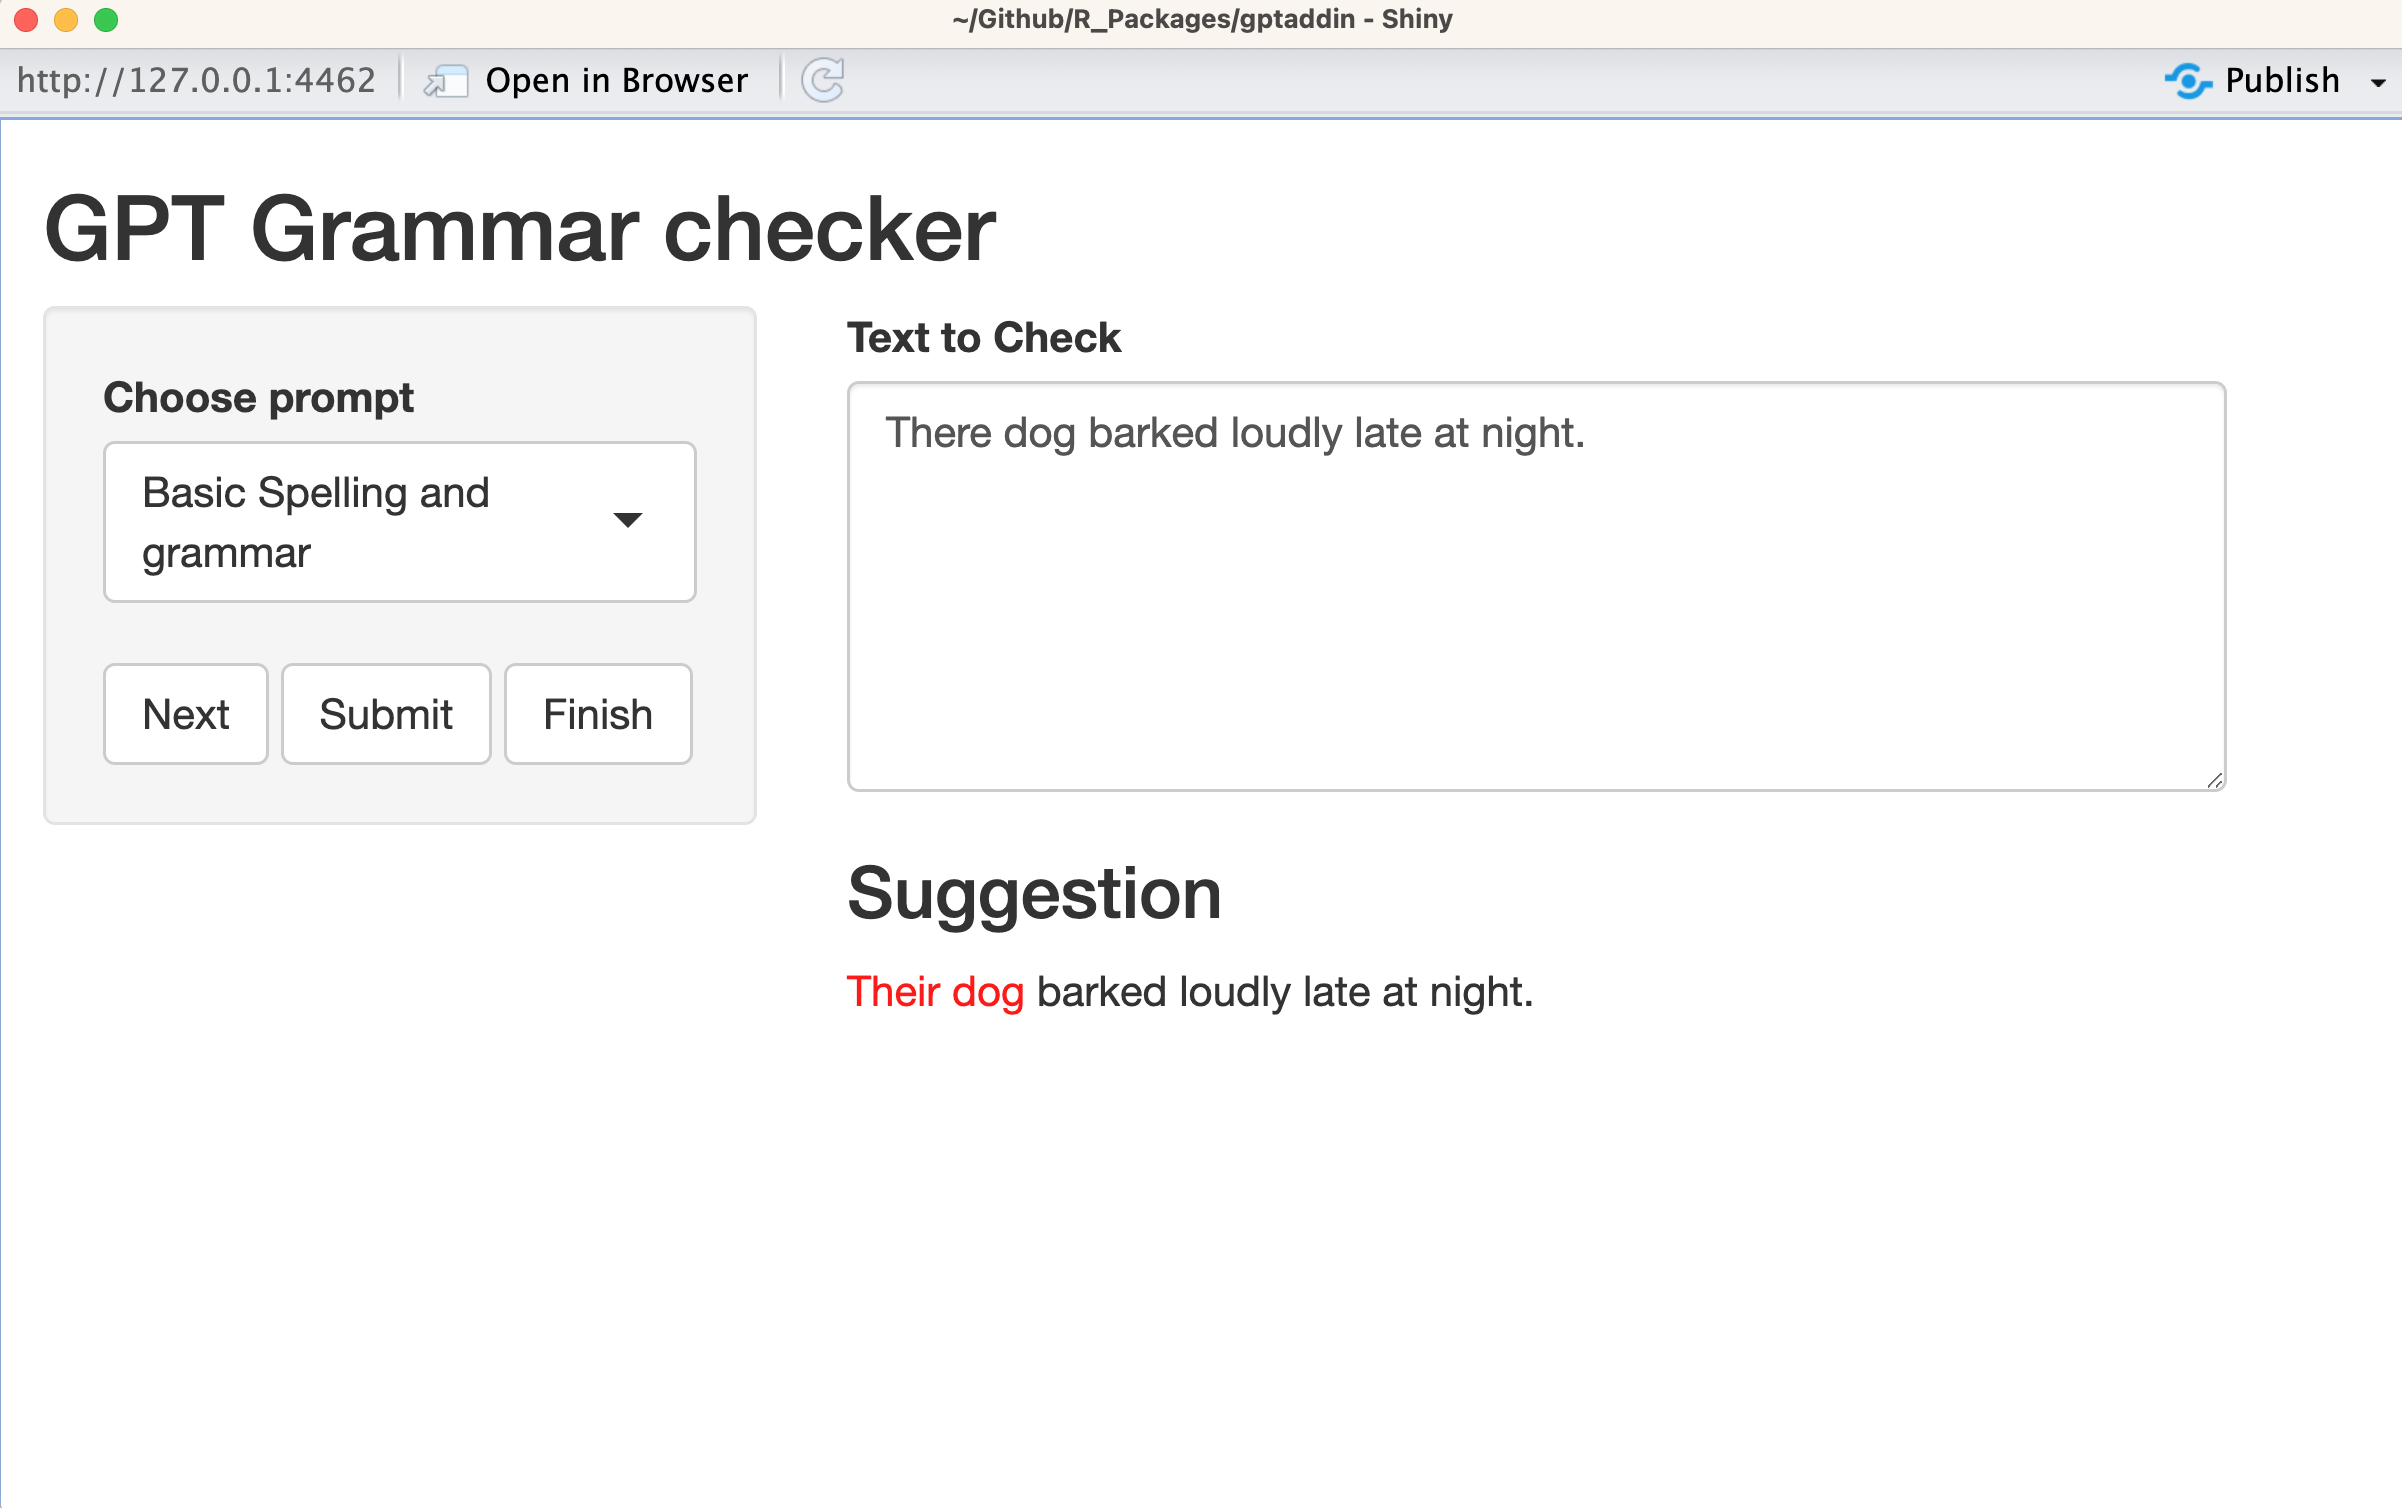 ~/Github/R_Packages/gptaddin - Shiny
http://127.0.0.1:4462 Open in Browser Publish
GPT Grammar checker
Choose prompt
Basic Spelling and
grammar
Next Submit Finish
Text to Check
There dog barked loudly late at night.
Suggestion
Their dog barked loudly late at night.